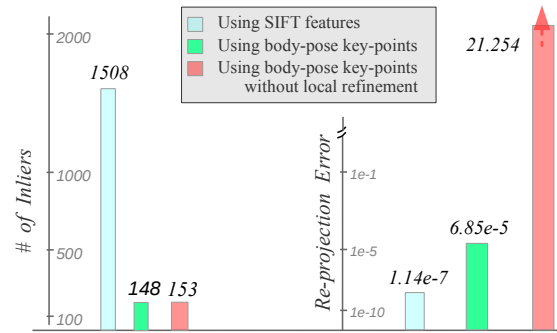 Using SIFT features
Using body-pose key-points
Using body-pose key-points
without local refinement
# of Inliers
2000
1000
500
100
1508
148
153
Re-projection Error
1e-1
1e-5
1e-10
1.14e-7
6.85e-5
21.254